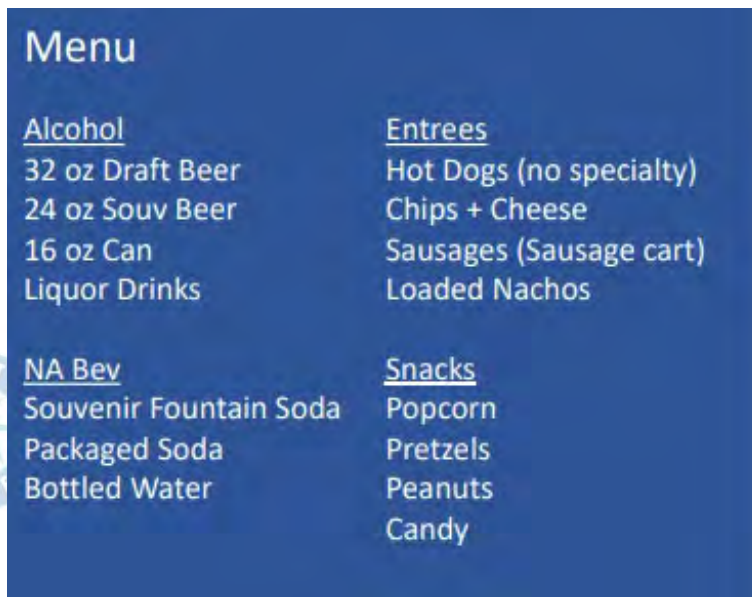 Menu
Alcohol
32 oz Draft Beer
24 oz Souv Beer
16 oz Can
Liquor Drinks
NA Bev
Souvenir Fountain Soda
Packaged Soda
Bottled Water
Entrees
Hot Dogs (no specialty)
Chips + Cheese
Sausages (Sausage cart)
Loaded Nachos
Snacks
Popcorn
Pretzels
Peanuts
Candy